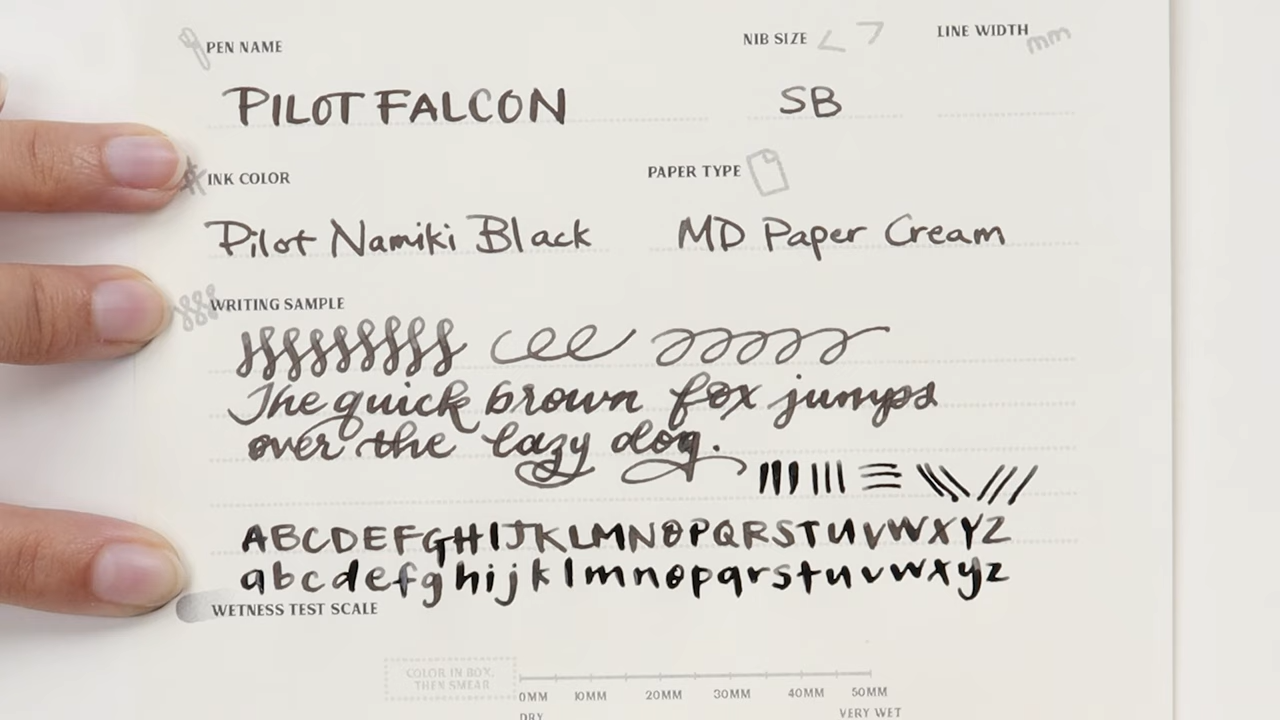 PEN NAME NIB SIZE LINE WIDTH mm
PILOT FALCON SB
INK COLOR PAPER TYPE
Pilot Namiki Black MD Paper Cream
WRITING SAMPLE
The quick brown fox jumps
over the lazy dog.
ABCDEFGHIJKLMNOPQRSTUVWXYZ
abcdefghijklmnopqrstuvwxyz
WETNESS TEST SCALE
COLOR IN BOX,
THEN SMEAR
0MM 10MM 20MM 30MM 40MM 50MM
DRY VERY WET